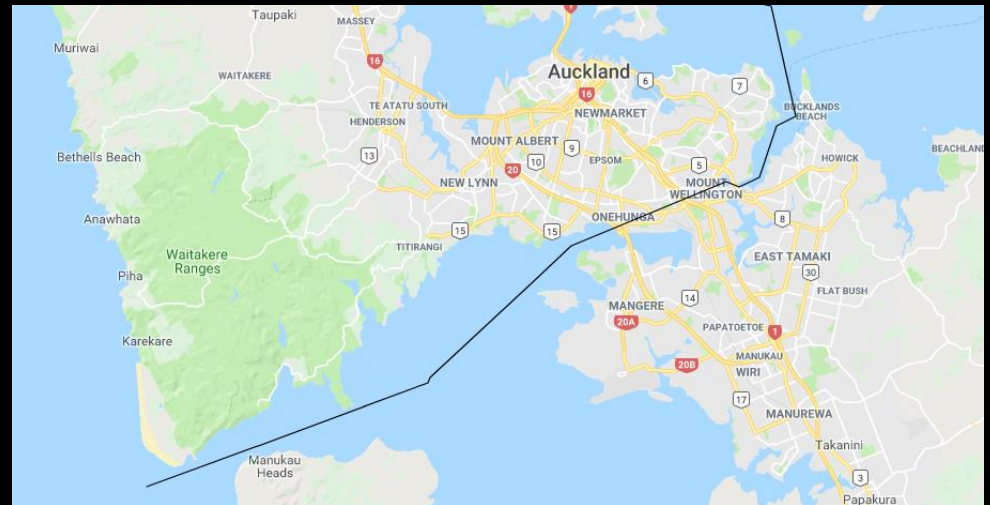 Taupaki
MASSEY
1
Muriwai
16
WAITAKERE
Auckland
6
7
16
TE ATATU SOUTH
NEWMARKET
BUCKLANDS
BEACH
HENDERSON
MOUNT ALBERT
9
BEACHLAND
Bethells Beach
13
10
EPSOM
5
HOWICK
20
NEW LYNN
MOUNT
WELLINGTON
Anawhata
ONEHUNGA
8
15
15
TITIRANGI
Waitakere
Ranges
EAST TAMAKI
30
Piha
FLAT BUSH
14
MANGERE
20A
PAPATOETOE
1
Karekare
MANUKAU
20B
WIRI
17
MANUREWA
Takanini
Manukau
Heads
3
Papakura